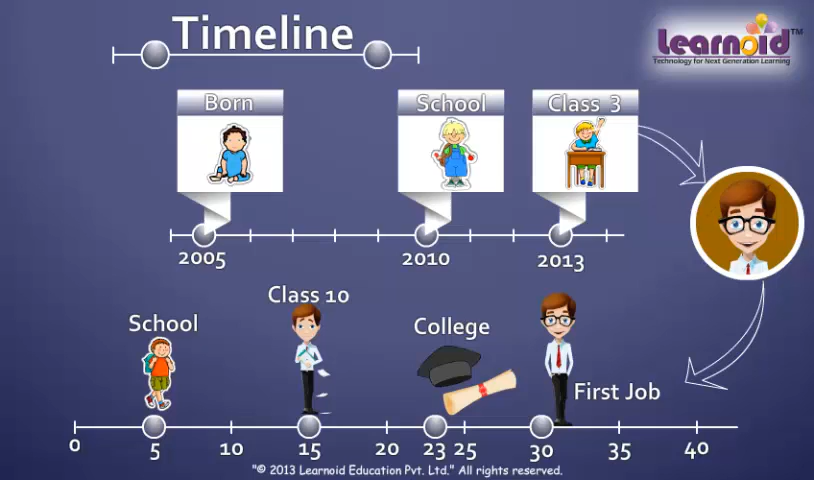 Timeline
Learnoid™
Technology for Next Generation Learning
Born
School
Class 3
2005
2010
2013
Class 10
School
College
First Job
0 5 10 15 20 23 25 30 35 40
"© 2013 Learnoid Education Pvt. Ltd." All rights reserved.